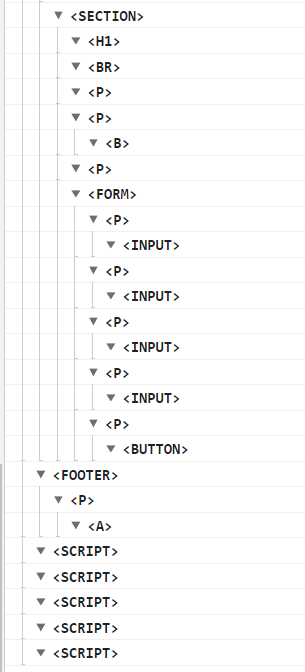 <SECTION>
<H1>
<BR>
<P>
<P>
<B>
<P>
<FORM>
<P>
<INPUT>
<P>
<INPUT>
<P>
<INPUT>
<P>
<INPUT>
<P>
<BUTTON>
<FOOTER>
<P>
<A>
<SCRIPT>
<SCRIPT>
<SCRIPT>
<SCRIPT>
<SCRIPT>